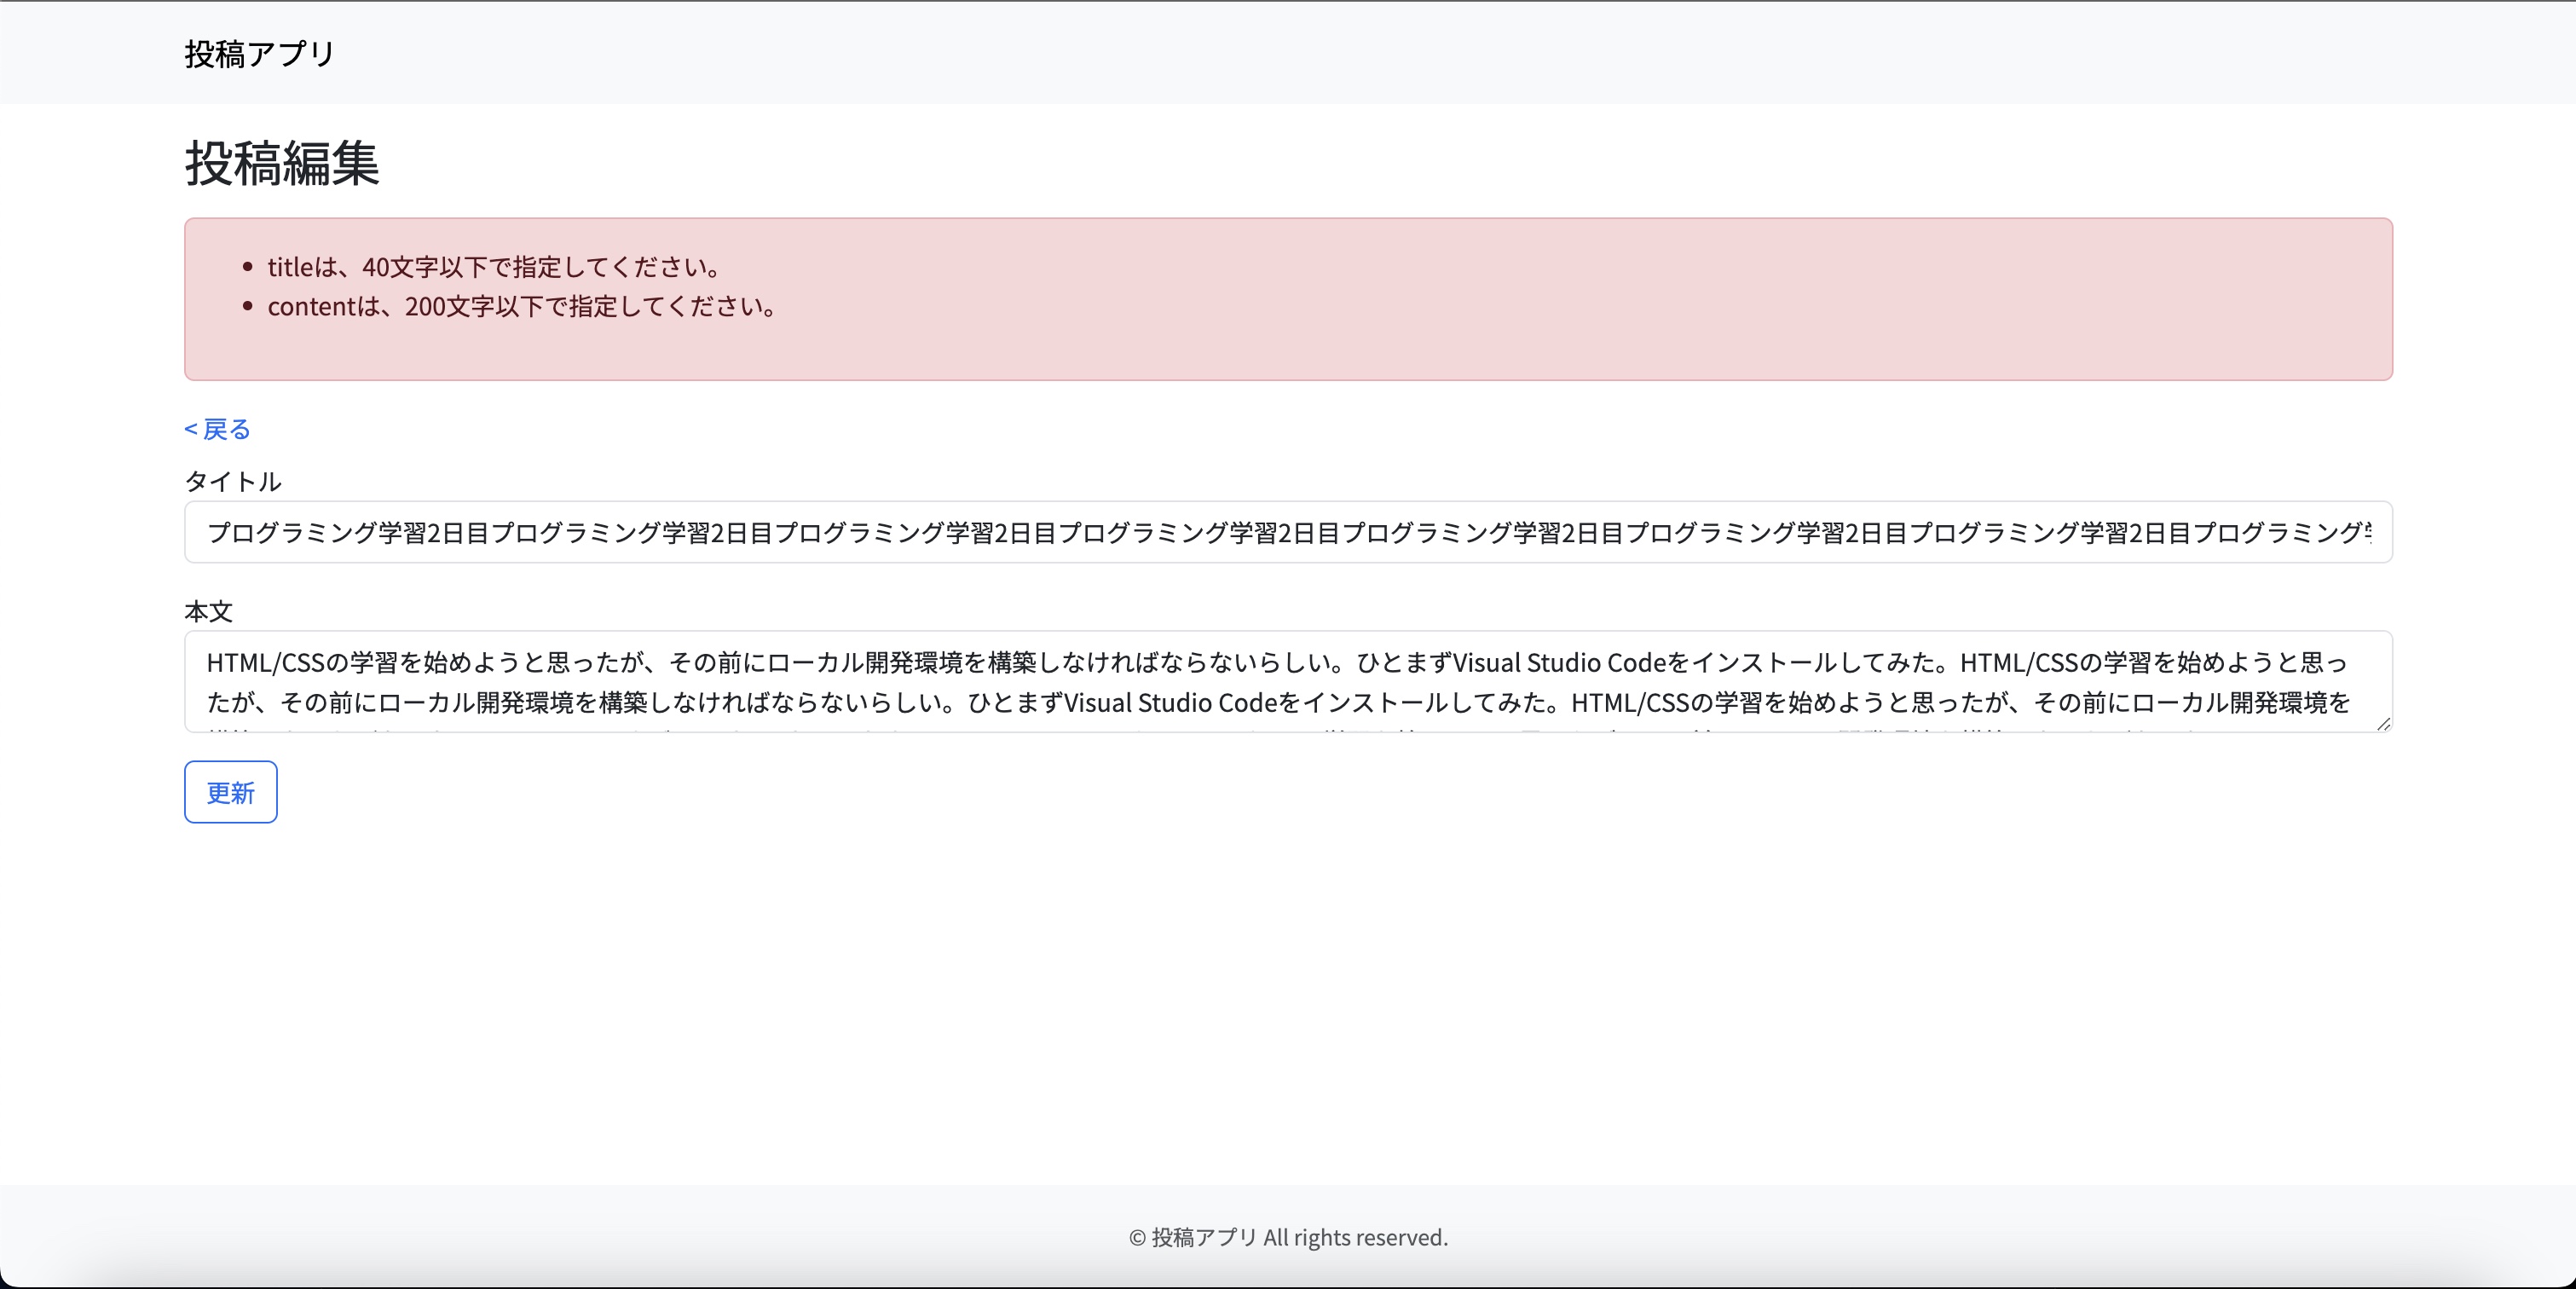 投稿アプリ
投稿編集
• titleは、40文字以下で指定してください。
• contentは、200文字以下で指定してください。
< 戻る
タイトル
プログラミング学習2日目プログラミング学習2日目プログラミング学習2日目プログラミング学習2日目プログラミング学習2日目プログラミング学習2日目プログラミング学習2日目プログラミング
本文
HTML/CSSの学習を始めようと思ったが、その前にローカル開発環境を構築しなければならないらしい。ひとまずVisual Studio Codeをインストールしてみた。HTML/CSSの学習を始めようと思っ
たが、その前にローカル開発環境を構築しなければならないらしい。ひとまずVisual Studio Codeをインストールしてみた。HTML/CSSの学習を始めようと思ったが、その前にローカル開発環境を
更新
© 投稿アプリ All rights reserved.